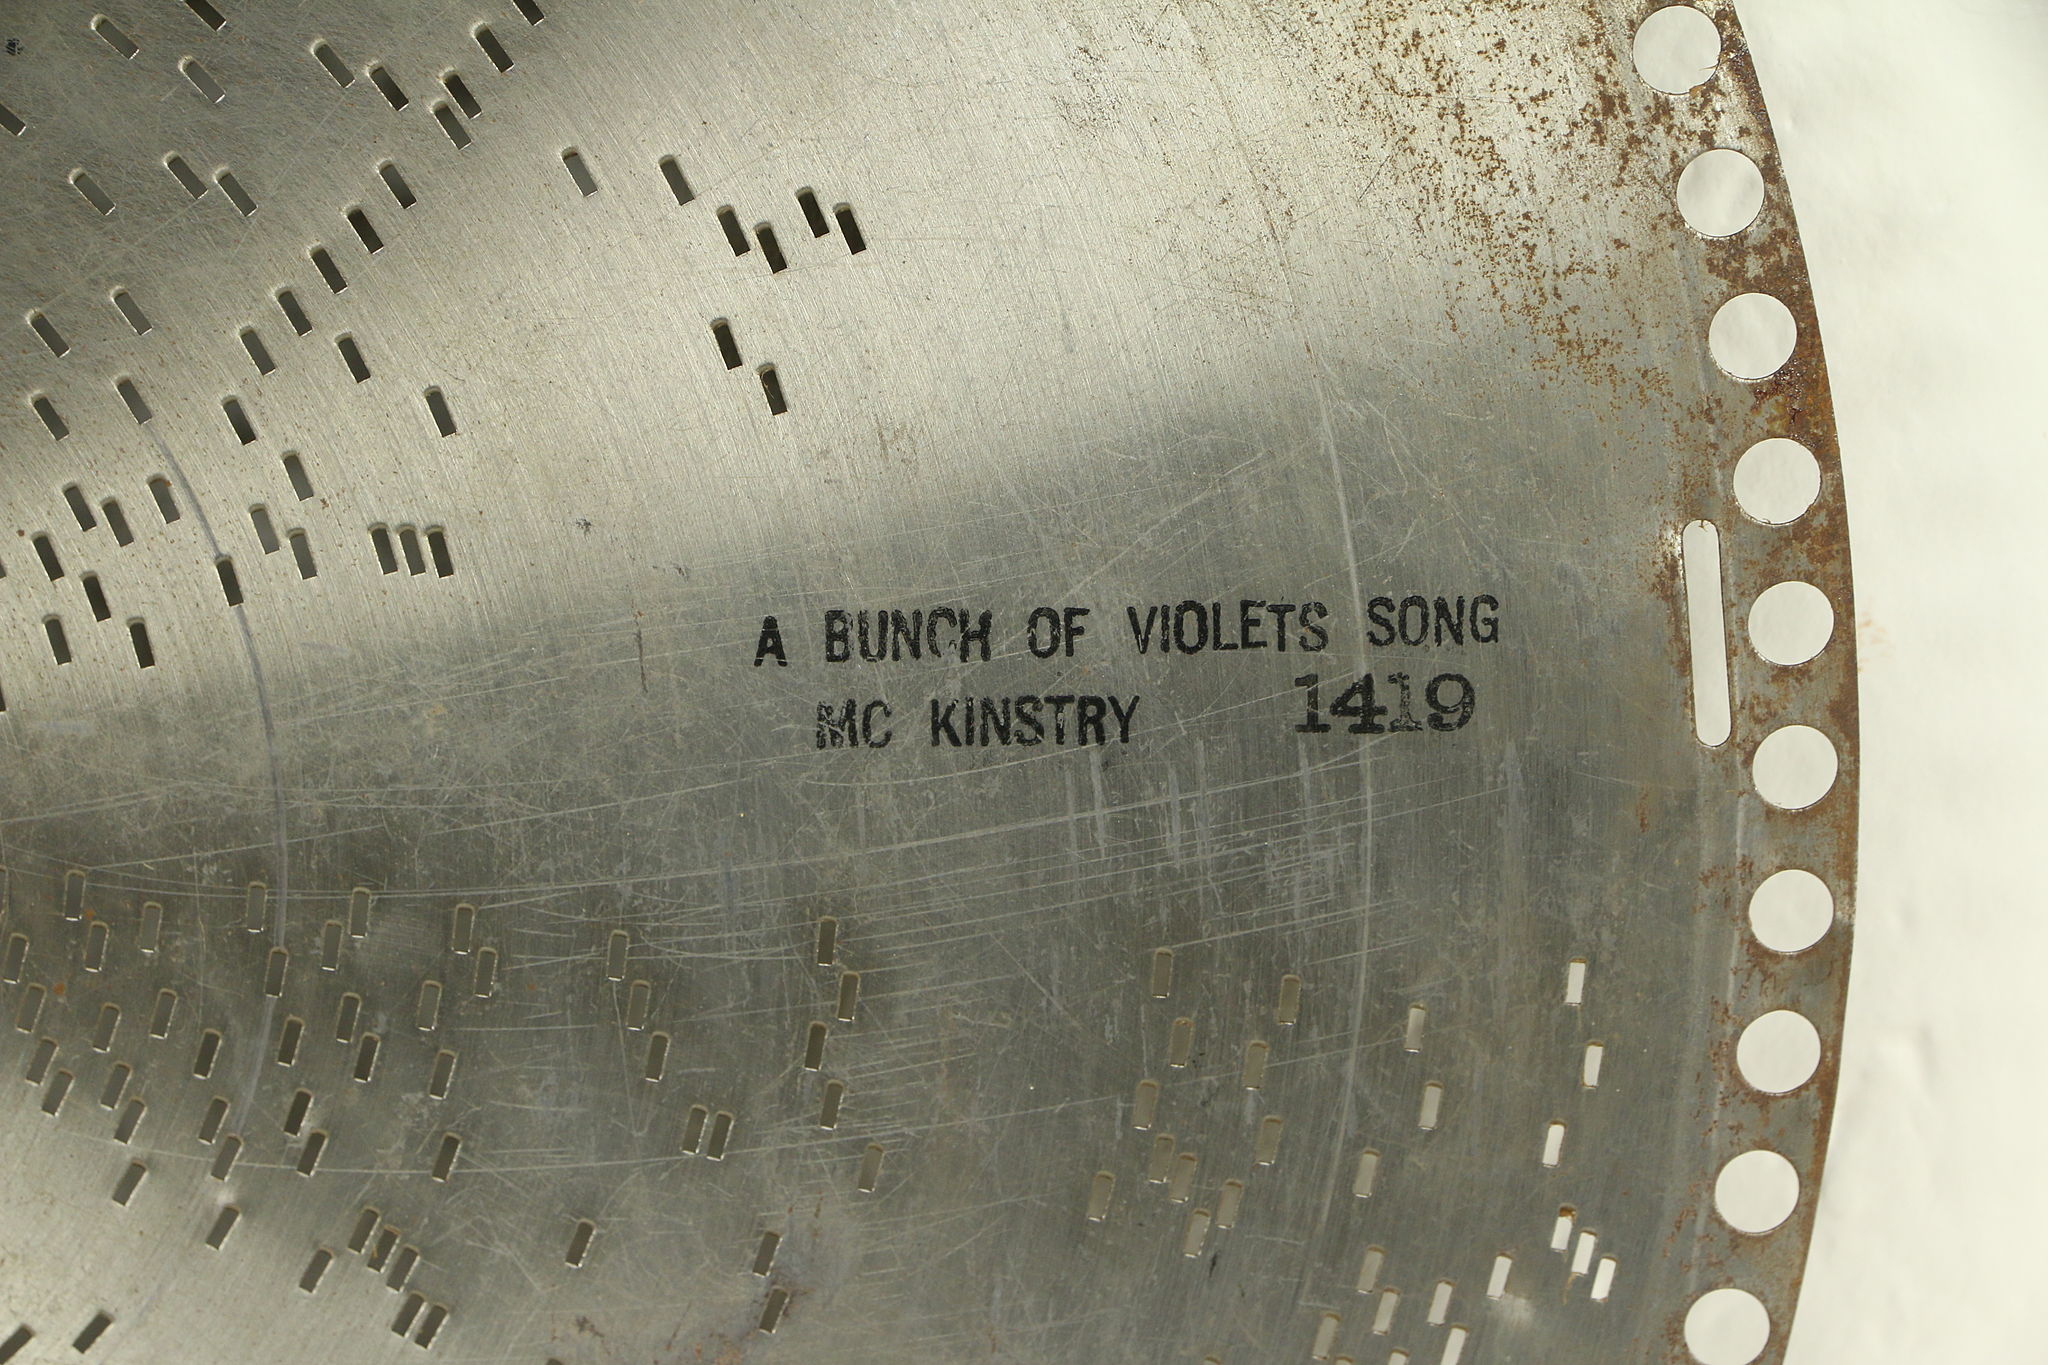 A BUNCH OF VIOLETS SONG
MC KINSTRY 1419